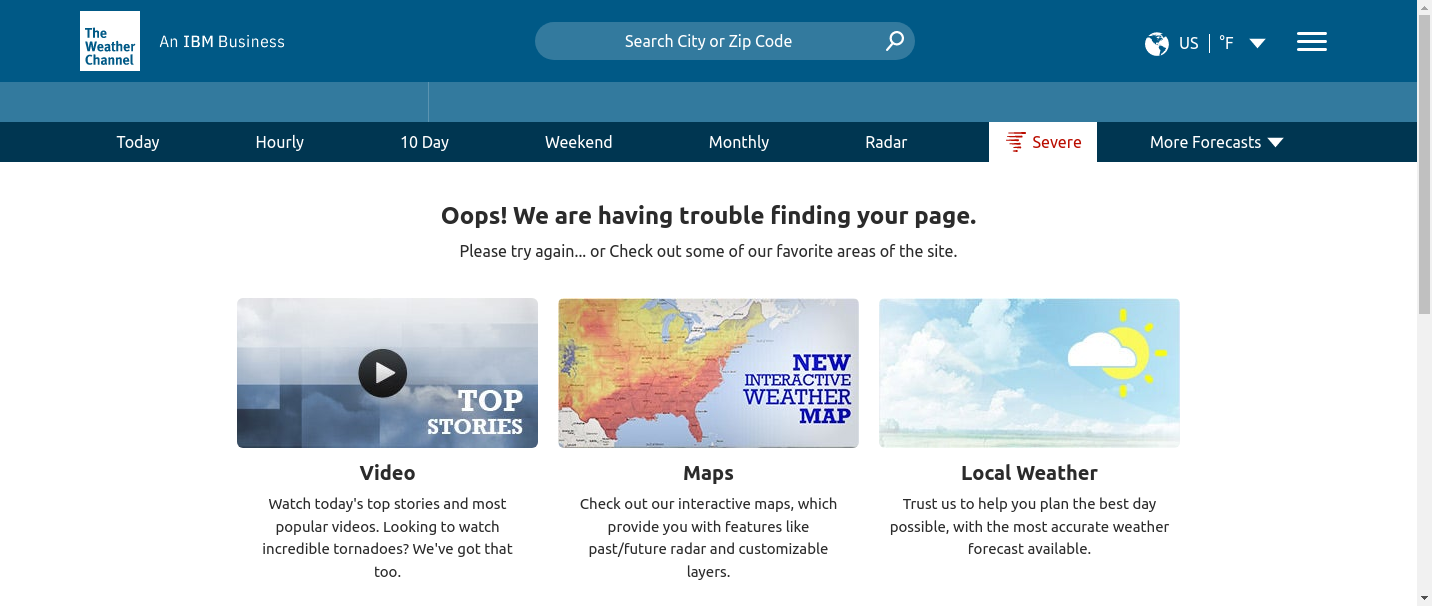 The
Weather
Channel
An IBM Business
Search City or Zip Code
US
°F
Today
Hourly
10 Day
Weekend
Monthly
Radar
Severe
More Forecasts
Oops! We are having trouble finding your page.
Please try again... or Check out some of our favorite areas of the site.
TOP
STORIES
NEW
INTERACTIVE
WEATHER
MAP
Video
Watch today's top stories and most
popular videos. Looking to watch
incredible tornadoes? We've got that
too.
Maps
Check out our interactive maps, which
provide you with features like
past/future radar and customizable
layers.
Local Weather
Trust us to help you plan the best day
possible, with the most accurate weather
forecast available.